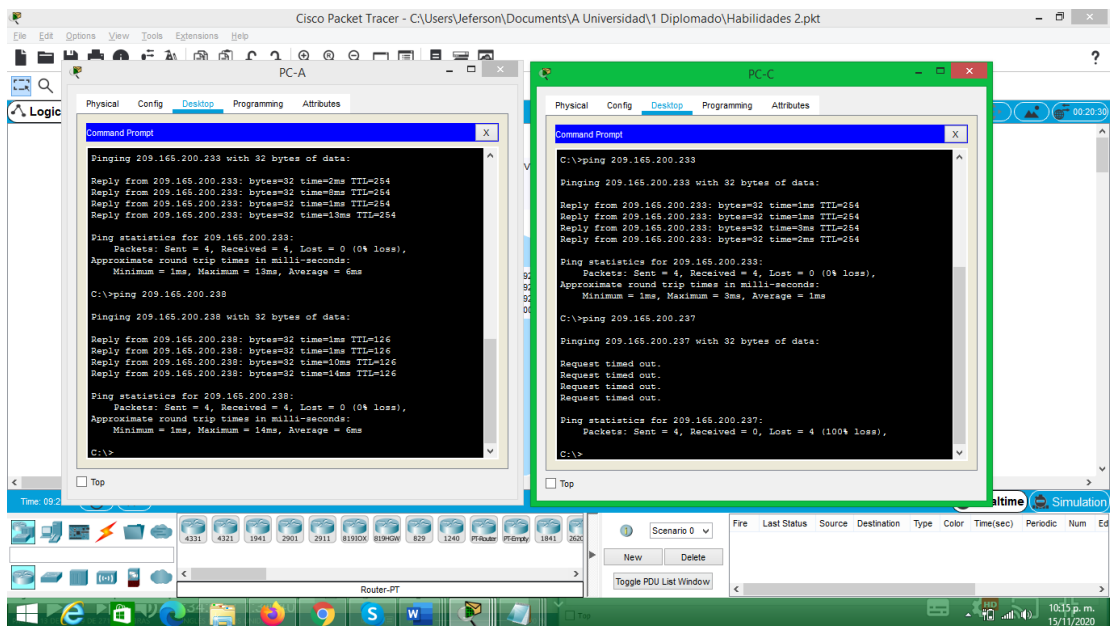 Cisco Packet Tracer - C:\Users\Jeferson\Documents\A Universidad\1 Diplomado\Habilidades 2.pkt
File Edit Options View Tools Extensions Help
?
Logic
00:20:30
PC-A
Physical Config Desktop Programming Attributes
Command Prompt X
Pinging 209.165.200.233 with 32 bytes of data:
Reply from 209.165.200.233: bytes=32 time=2ms TTL=254
Reply from 209.165.200.233: bytes=32 time=8ms TTL=254
Reply from 209.165.200.233: bytes=32 time=1ms TTL=254
Reply from 209.165.200.233: bytes=32 time=13ms TTL=254
Ping statistics for 209.165.200.233:
Packets: Sent = 4, Received = 4, Lost = 0 (0% loss),
Approximate round trip times in milli-seconds:
Minimum = 1ms, Maximum = 13ms, Average = 6ms
C:\>ping 209.165.200.238
Pinging 209.165.200.238 with 32 bytes of data:
Reply from 209.165.200.238: bytes=32 time=1ms TTL=126
Reply from 209.165.200.238: bytes=32 time=1ms TTL=126
Reply from 209.165.200.238: bytes=32 time=10ms TTL=126
Reply from 209.165.200.238: bytes=32 time=14ms TTL=126
Ping statistics for 209.165.200.238:
Packets: Sent = 4, Received = 4, Lost = 0 (0% loss),
Approximate round trip times in milli-seconds:
Minimum = 1ms, Maximum = 14ms, Average = 6ms
C:\>
Top
PC-C
Physical Config Desktop Programming Attributes
Command Prompt X
C:\>ping 209.165.200.233
Pinging 209.165.200.233 with 32 bytes of data:
Reply from 209.165.200.233: bytes=32 time=1ms TTL=254
Reply from 209.165.200.233: bytes=32 time=1ms TTL=254
Reply from 209.165.200.233: bytes=32 time=3ms TTL=254
Reply from 209.165.200.233: bytes=32 time=2ms TTL=254
Ping statistics for 209.165.200.233:
Packets: Sent = 4, Received = 4, Lost = 0 (0% loss),
Approximate round trip times in milli-seconds:
Minimum = 1ms, Maximum = 3ms, Average = 1ms
C:\>ping 209.165.200.237
Pinging 209.165.200.237 with 32 bytes of data:
Request timed out.
Request timed out.
Request timed out.
Request timed out.
Ping statistics for 209.165.200.237:
Packets: Sent = 4, Received = 0, Lost = 4 (100% loss),
C:\>
Top
Time: 09:2
altime Simulation
4331 4321 1941 2901 2911 819IOX 819HGW 829 1240 PT-Router PT-Empty 1841 262
Router-PT
Scenario 0
New Delete
Toggle PDU List Window
Fire Last Status Source Destination Type Color Time(sec) Periodic Num Ed
10:15 p. m.
15/11/2020